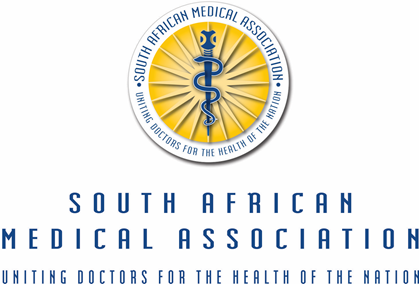 • SOUTH AFRICAN MEDICAL ASSOCIATION •
UNITING DOCTORS FOR THE HEALTH OF THE NATION
SOUTH AFRICAN
MEDICAL ASSOCIATION
UNITING DOCTORS FOR THE HEALTH OF THE NATION